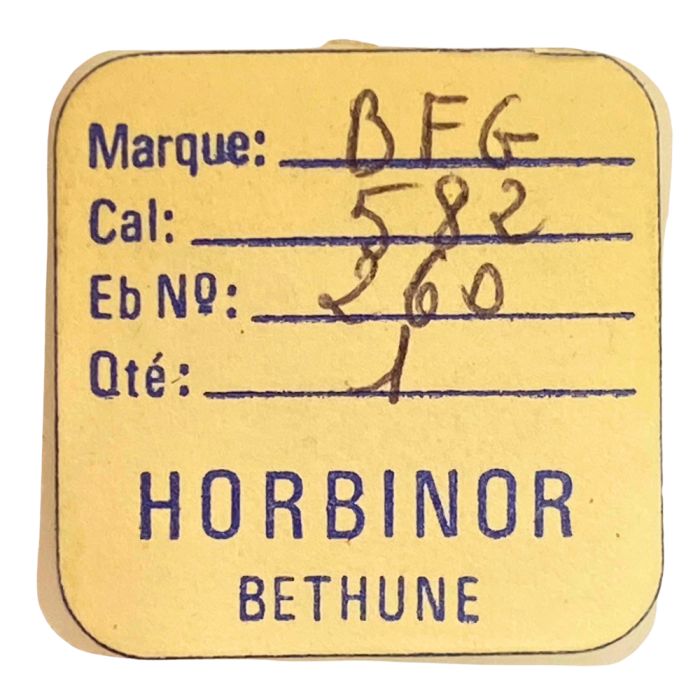 Marque: BFG
Cal: 582
Eb Nº: 260
Qté: 1
HORBINOR
BETHUNE